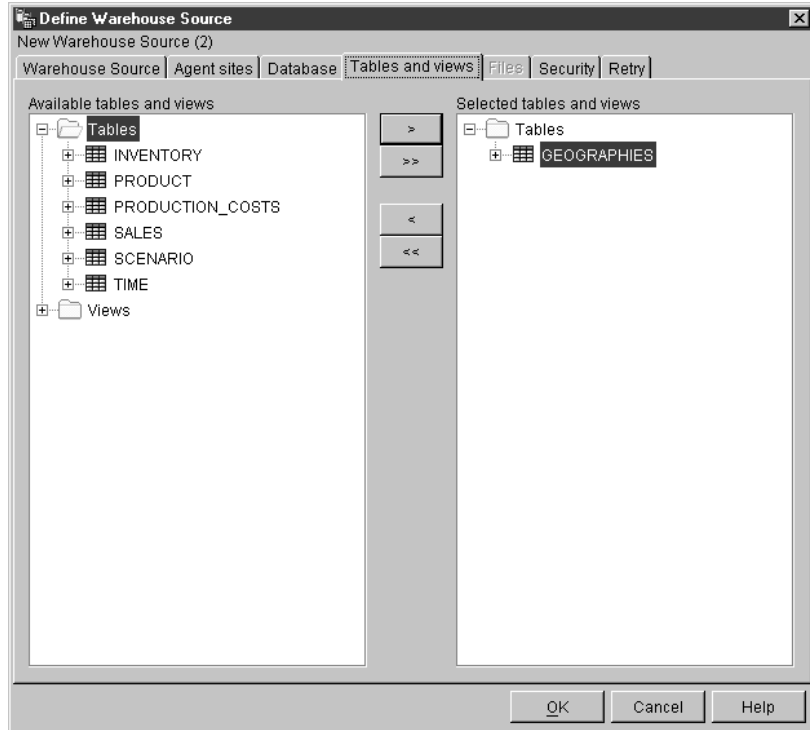 Define Warehouse Source
New Warehouse Source (2)
Warehouse Source Agent sites Database Tables and views Files Security Retry
Available tables and views
Tables
INVENTORY
PRODUCT
PRODUCTION_COSTS
SALES
SCENARIO
TIME
Views
>
>>
<
<<
Selected tables and views
Tables
GEOGRAPHIES
OK Cancel Help